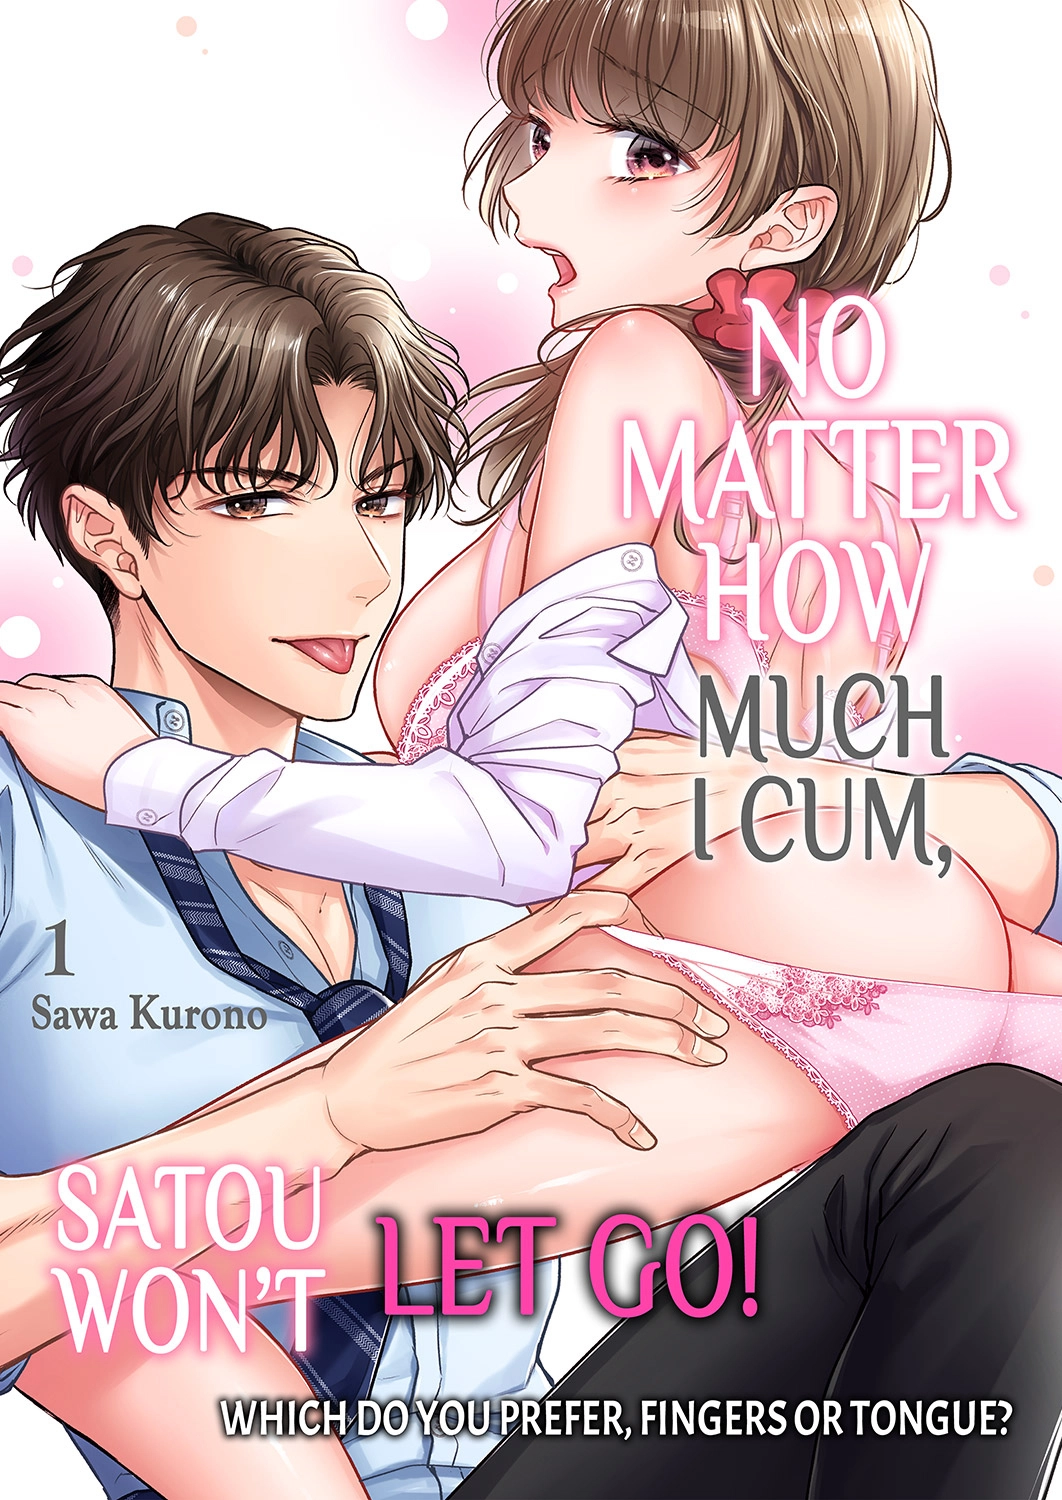 NO
MATTER
HOW
MUCH
I CUM,
1
Sawa Kurono
SATOU
WON'T
LET GO!
WHICH DO YOU PREFER, FINGERS OR TONGUE?